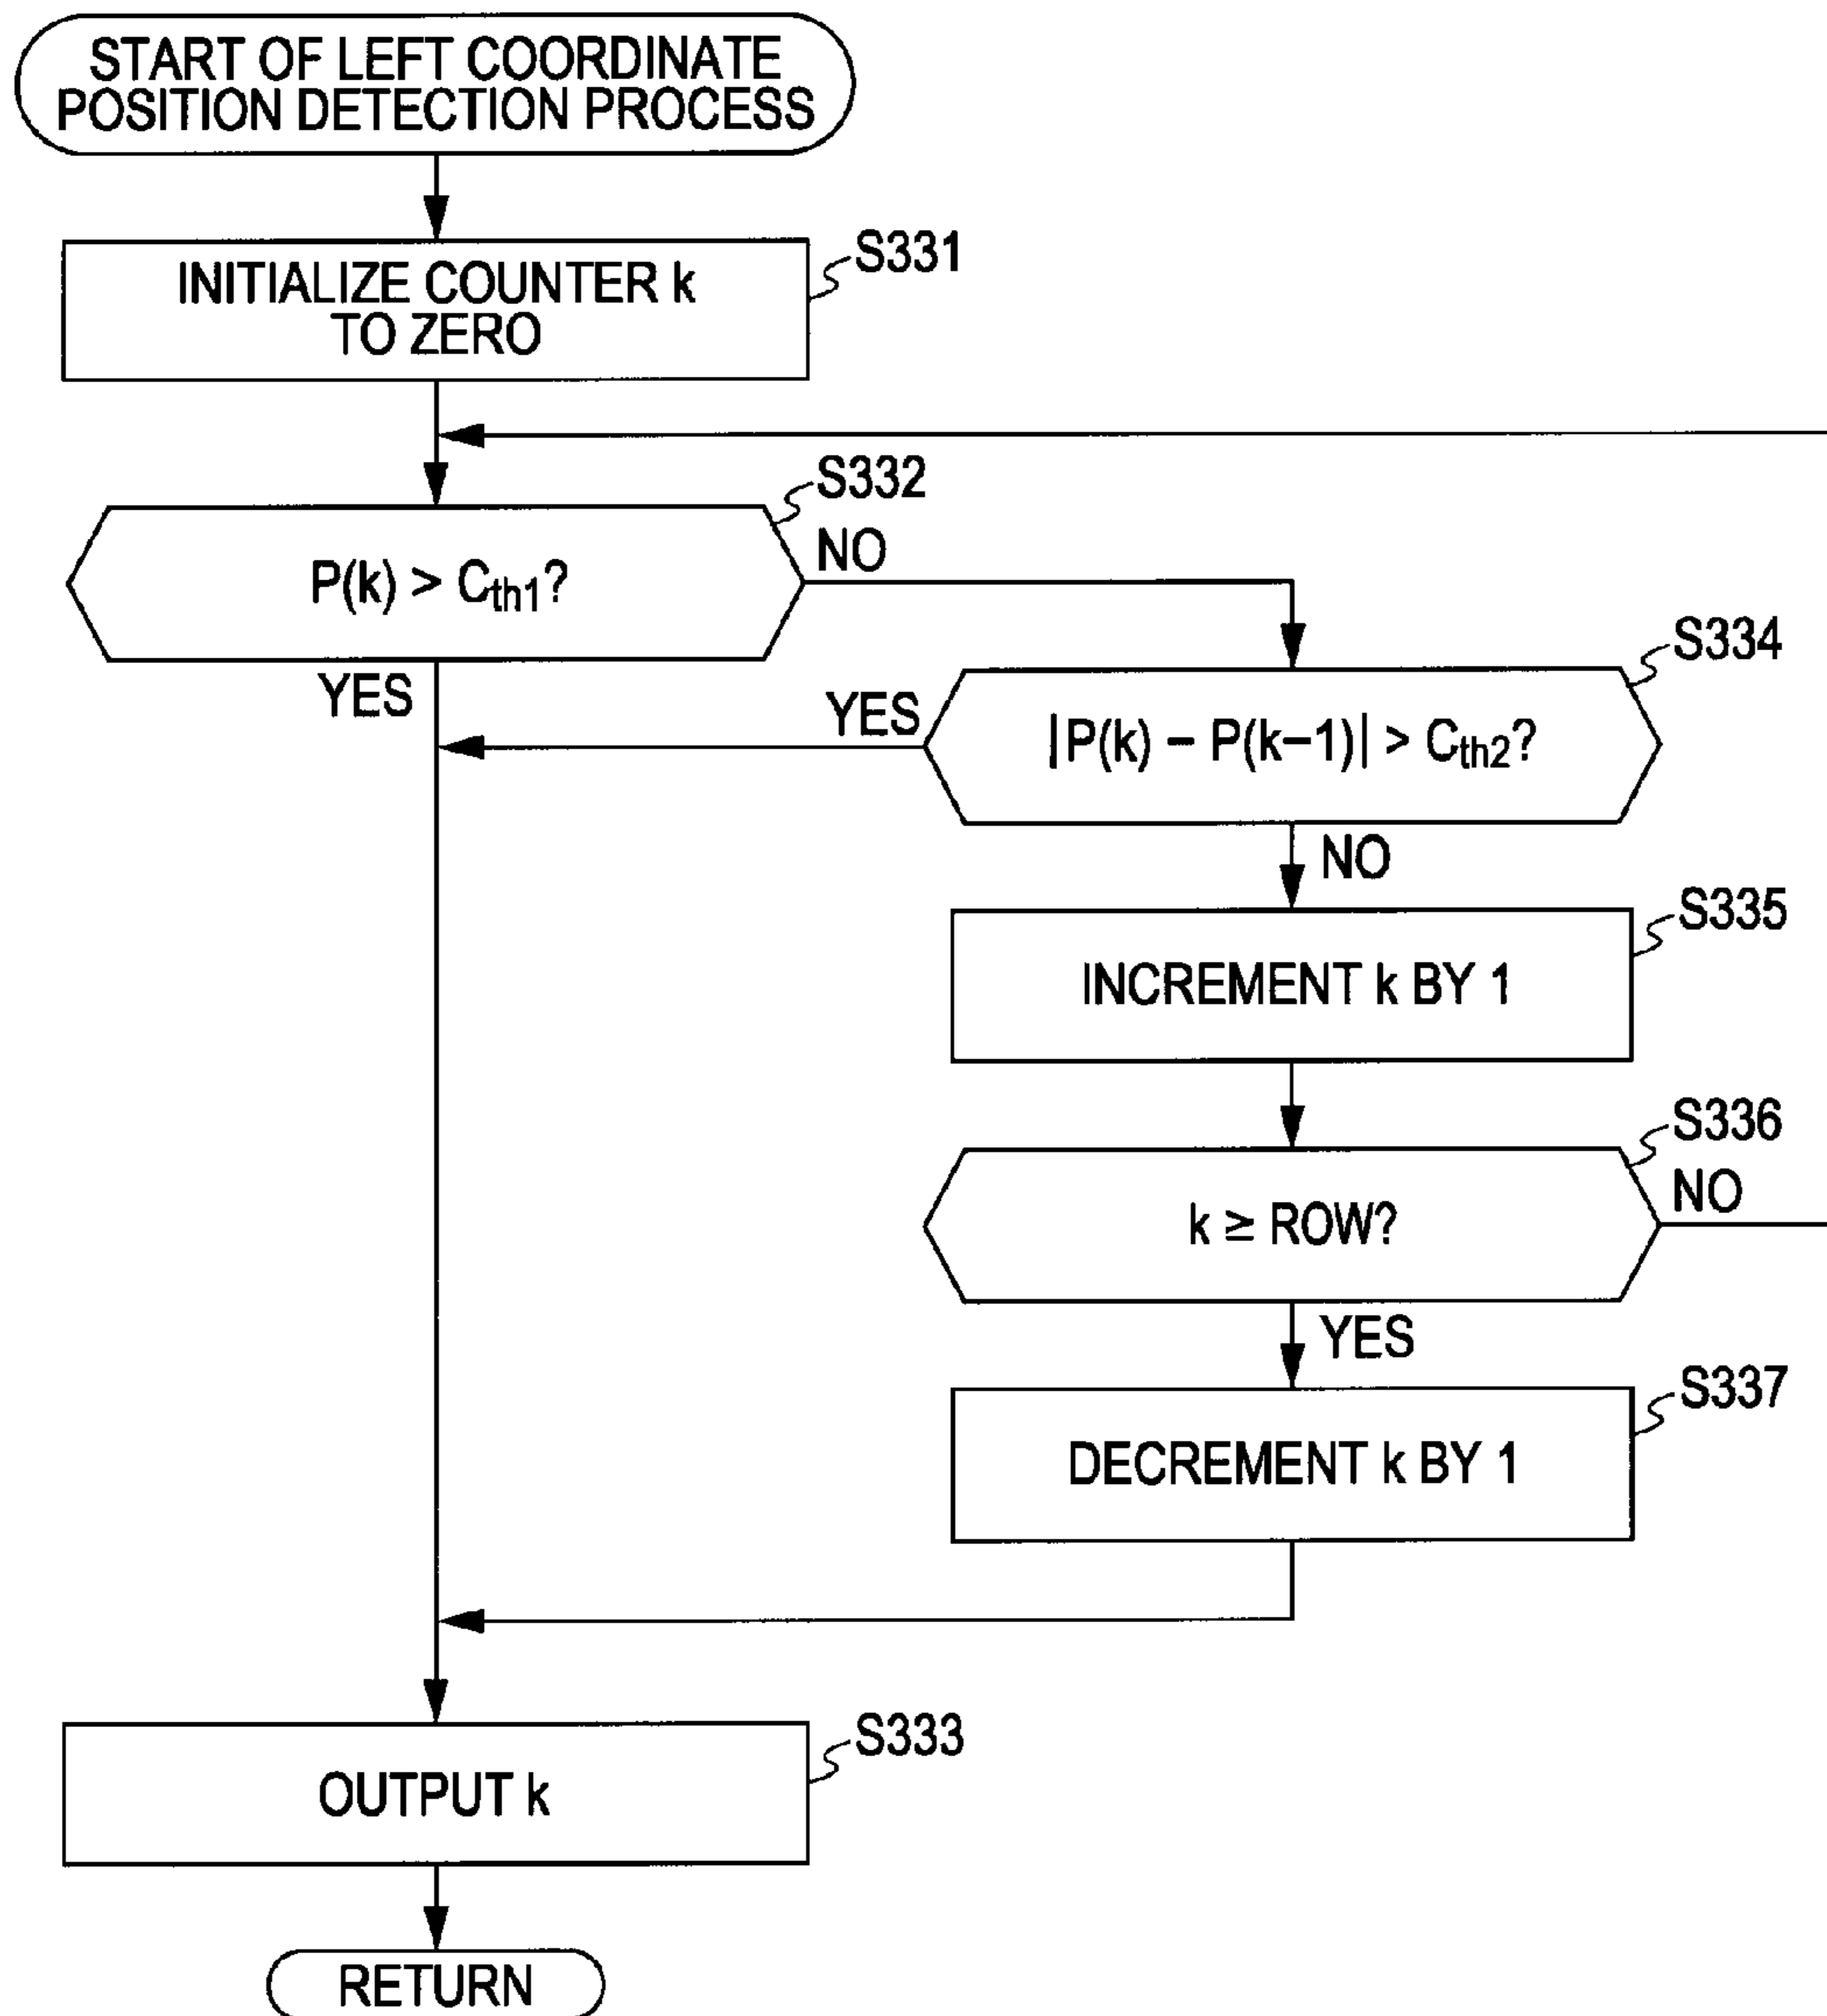 START OF LEFT COORDINATE
POSITION DETECTION PROCESS
S331
INITIALIZE COUNTER k
TO ZERO
S332
P(k) > Cth1?
NO
YES
S334
|P(k) − P(k−1)| > Cth2?
YES
NO
S335
INCREMENT k BY 1
S336
k ≥ ROW?
NO
YES
S337
DECREMENT k BY 1
S333
OUTPUT k
RETURN